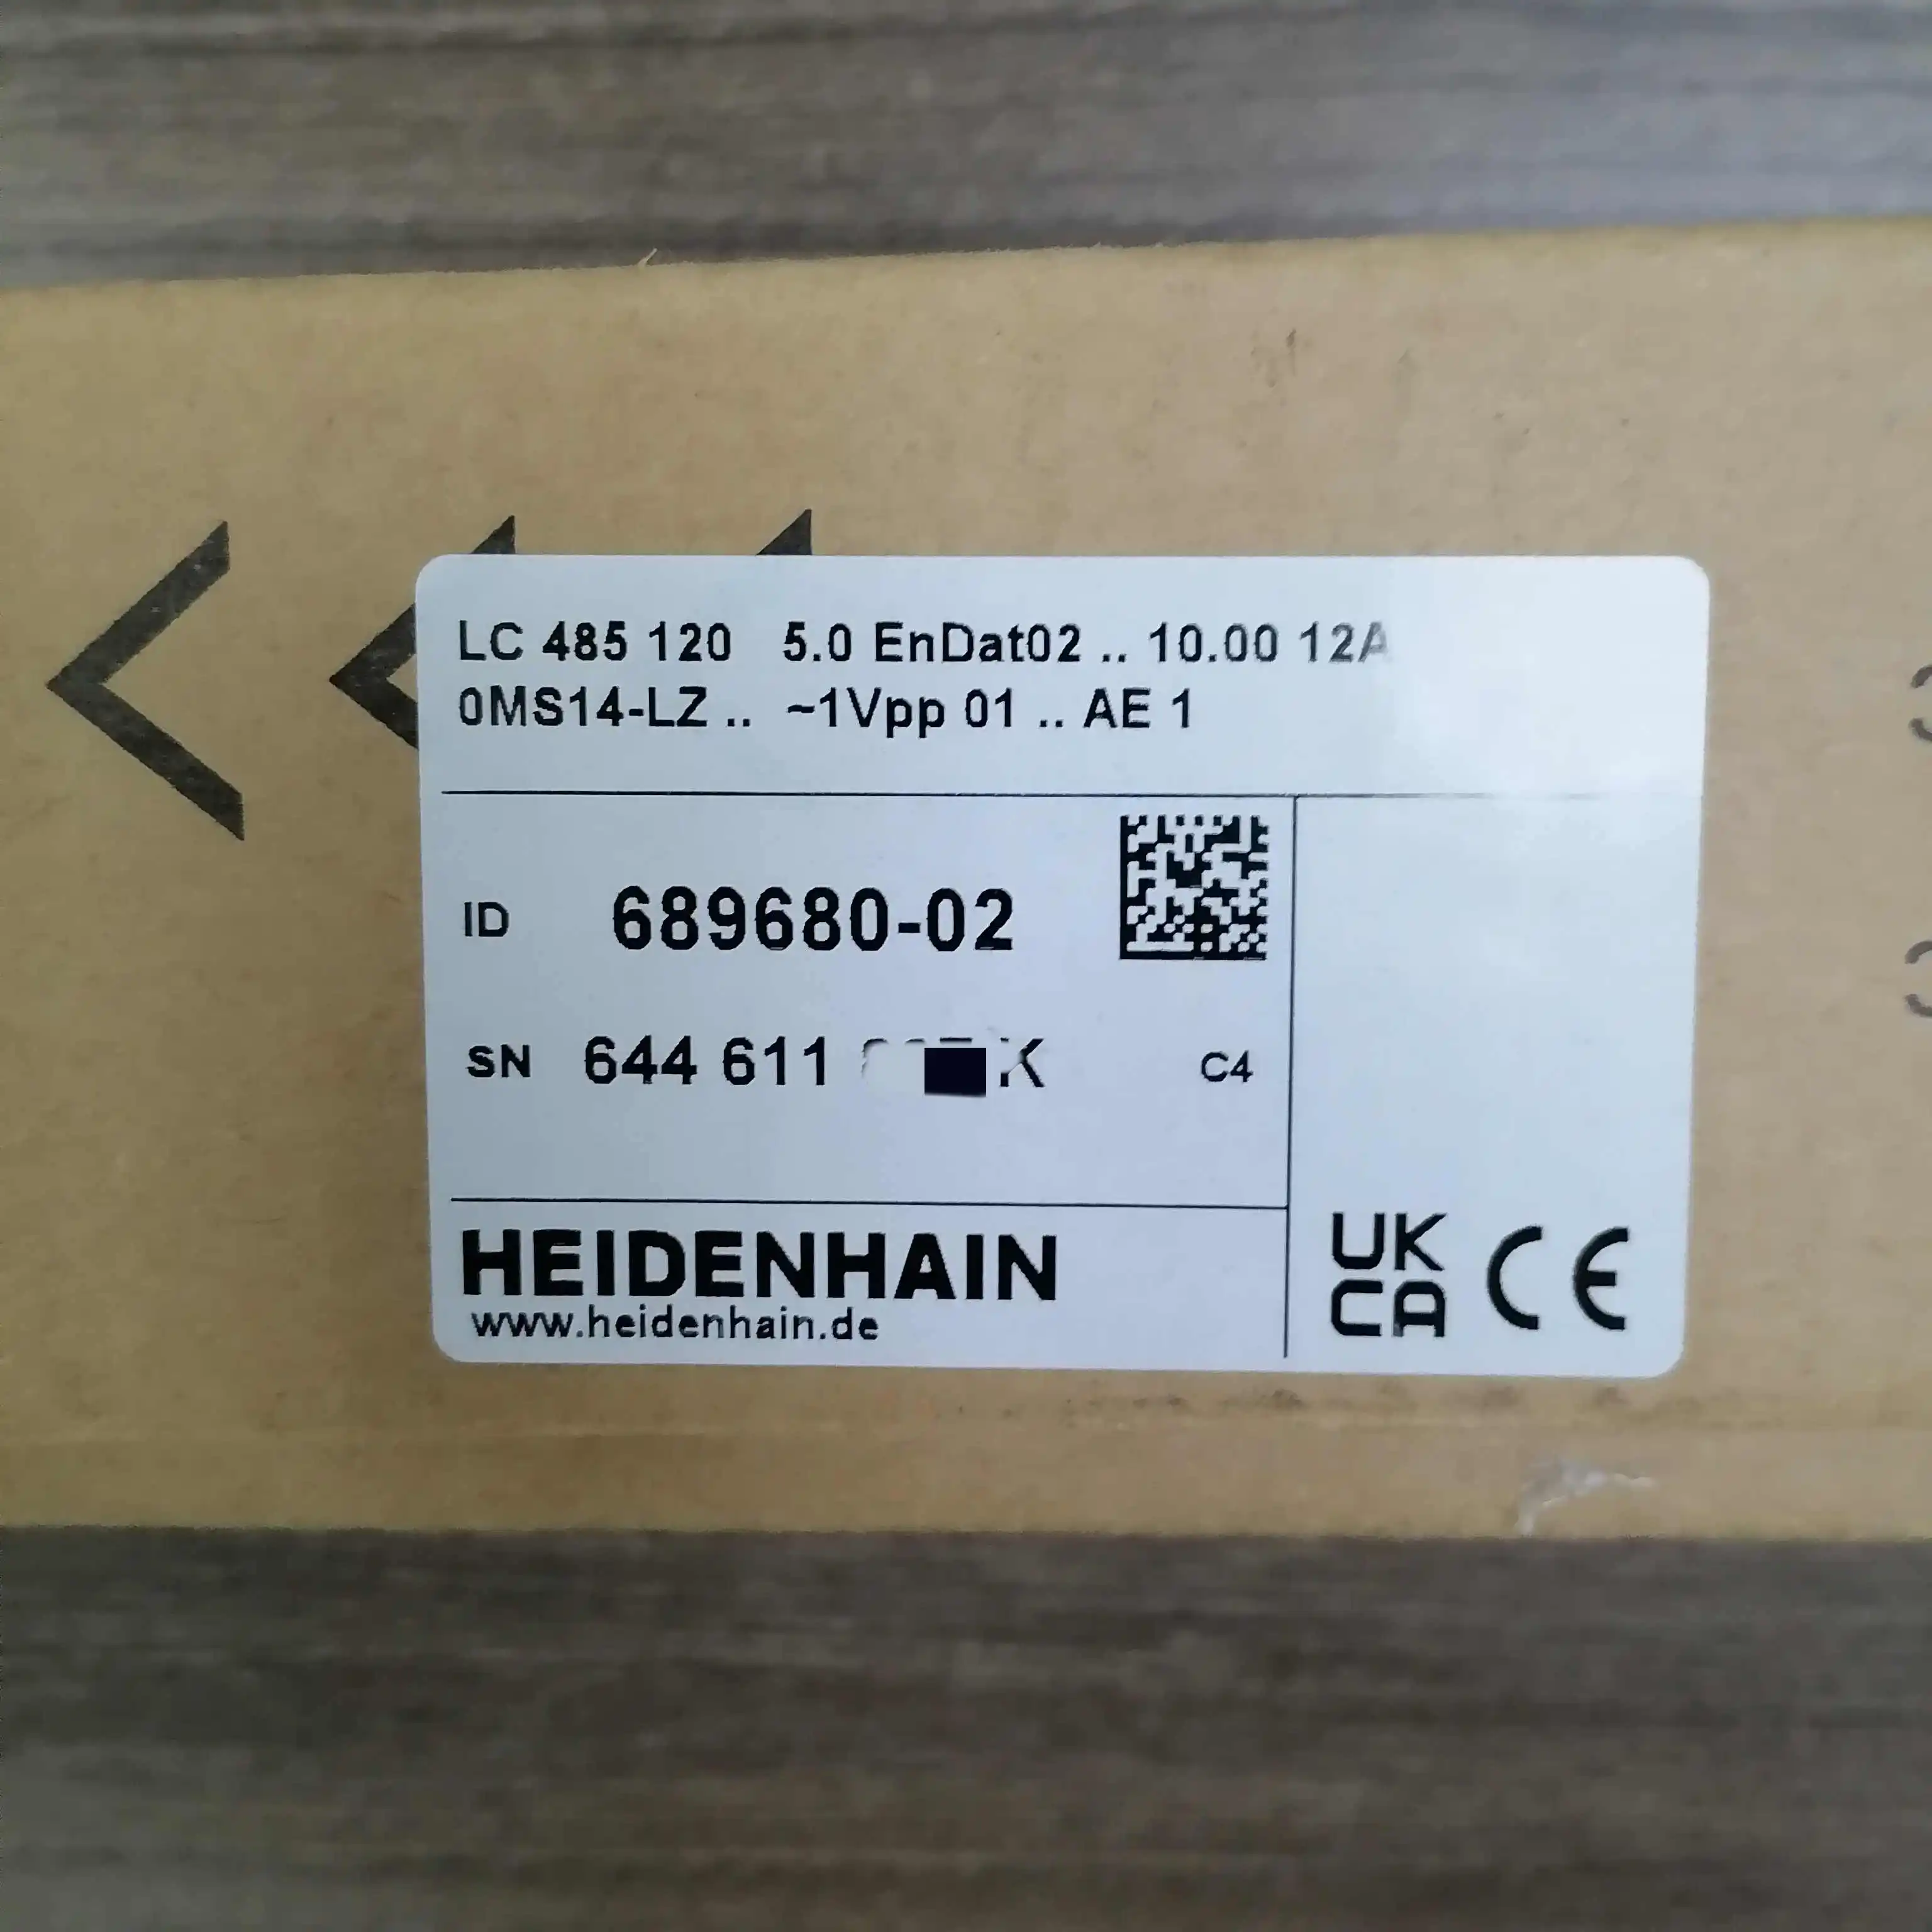 LC 485 120 5.0 EnDat02 .. 10.00 12A
0MS14-LZ .. ~1Vpp 01 .. AE 1
ID 689680-02
SN 644 611 K C4
HEIDENHAIN
www.heidenhain.de
UK
CA CE